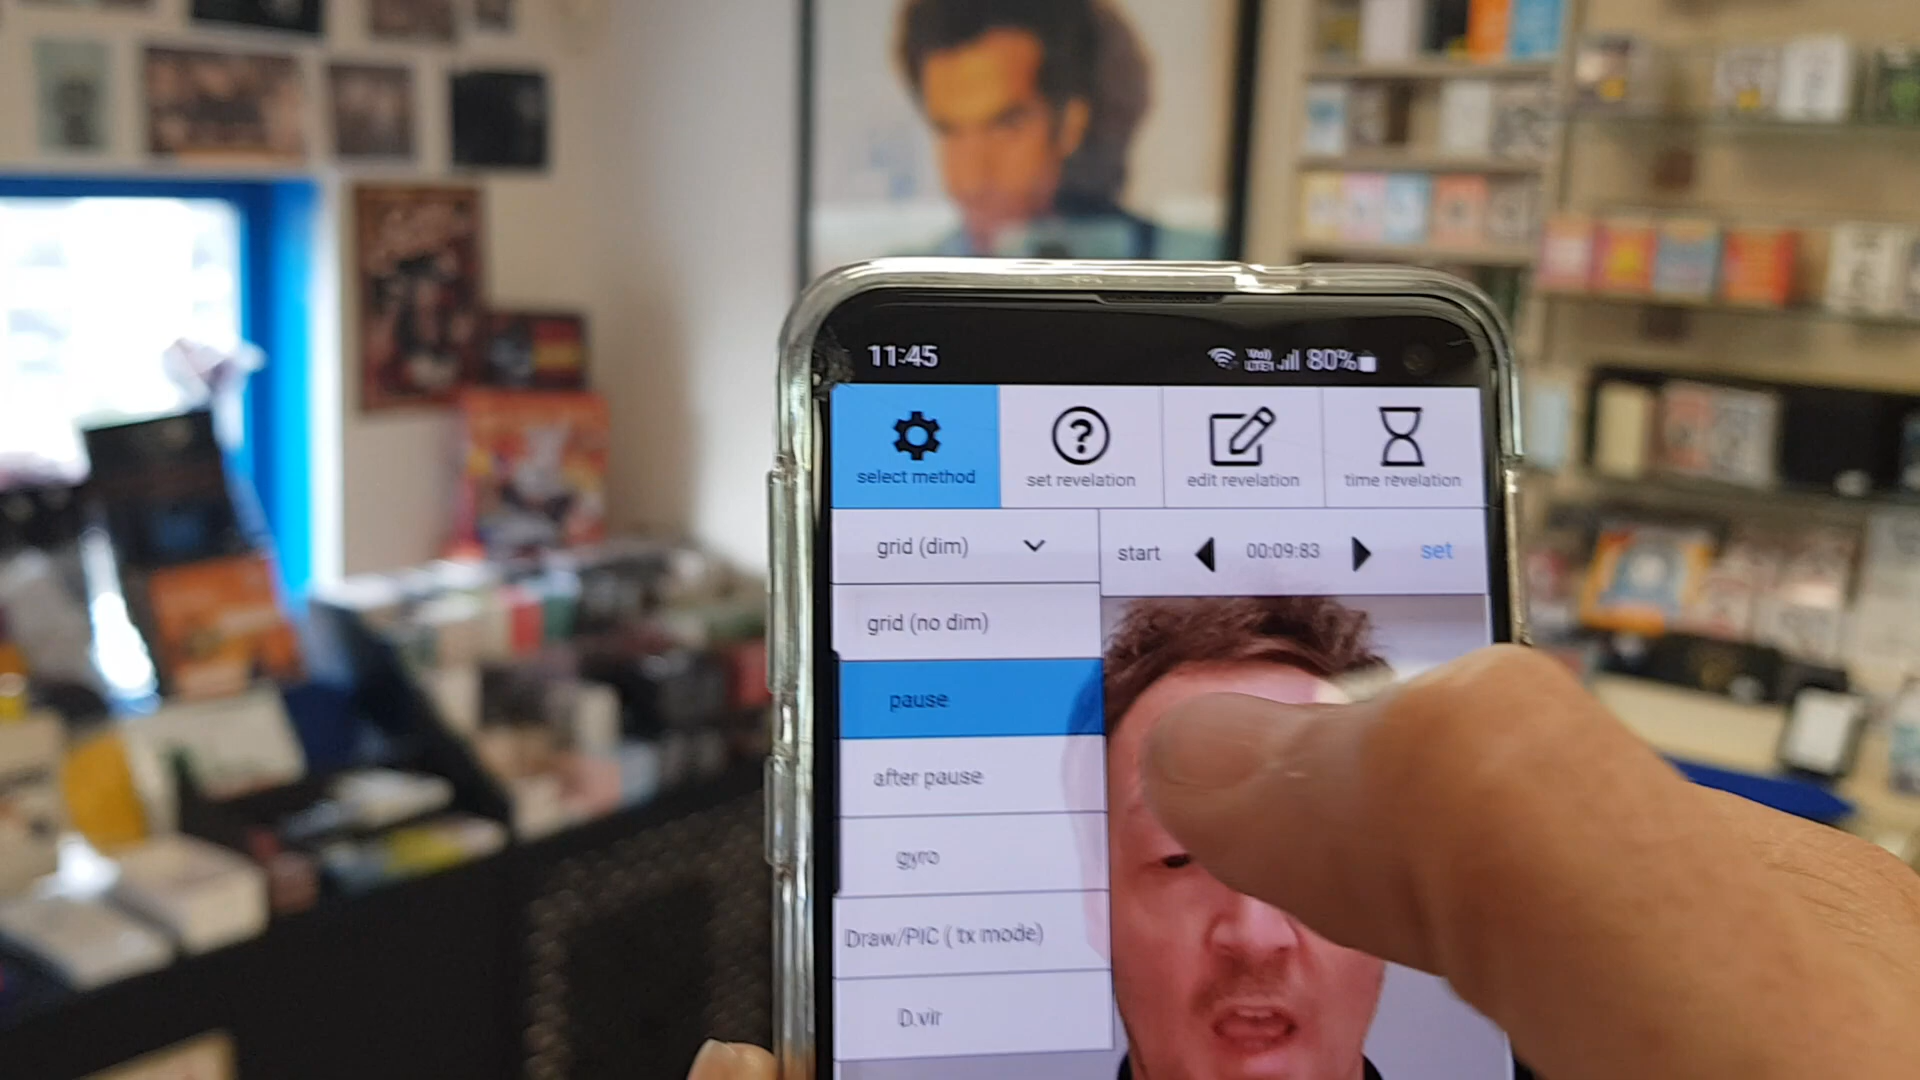 11:45
80%
select method
set revelation
edit revelation
time revelation
grid (dim)
start
00:09:83
set
grid (no dim)
pause
after pause
gyro
Draw/PIC ( tx mode)
D.vir